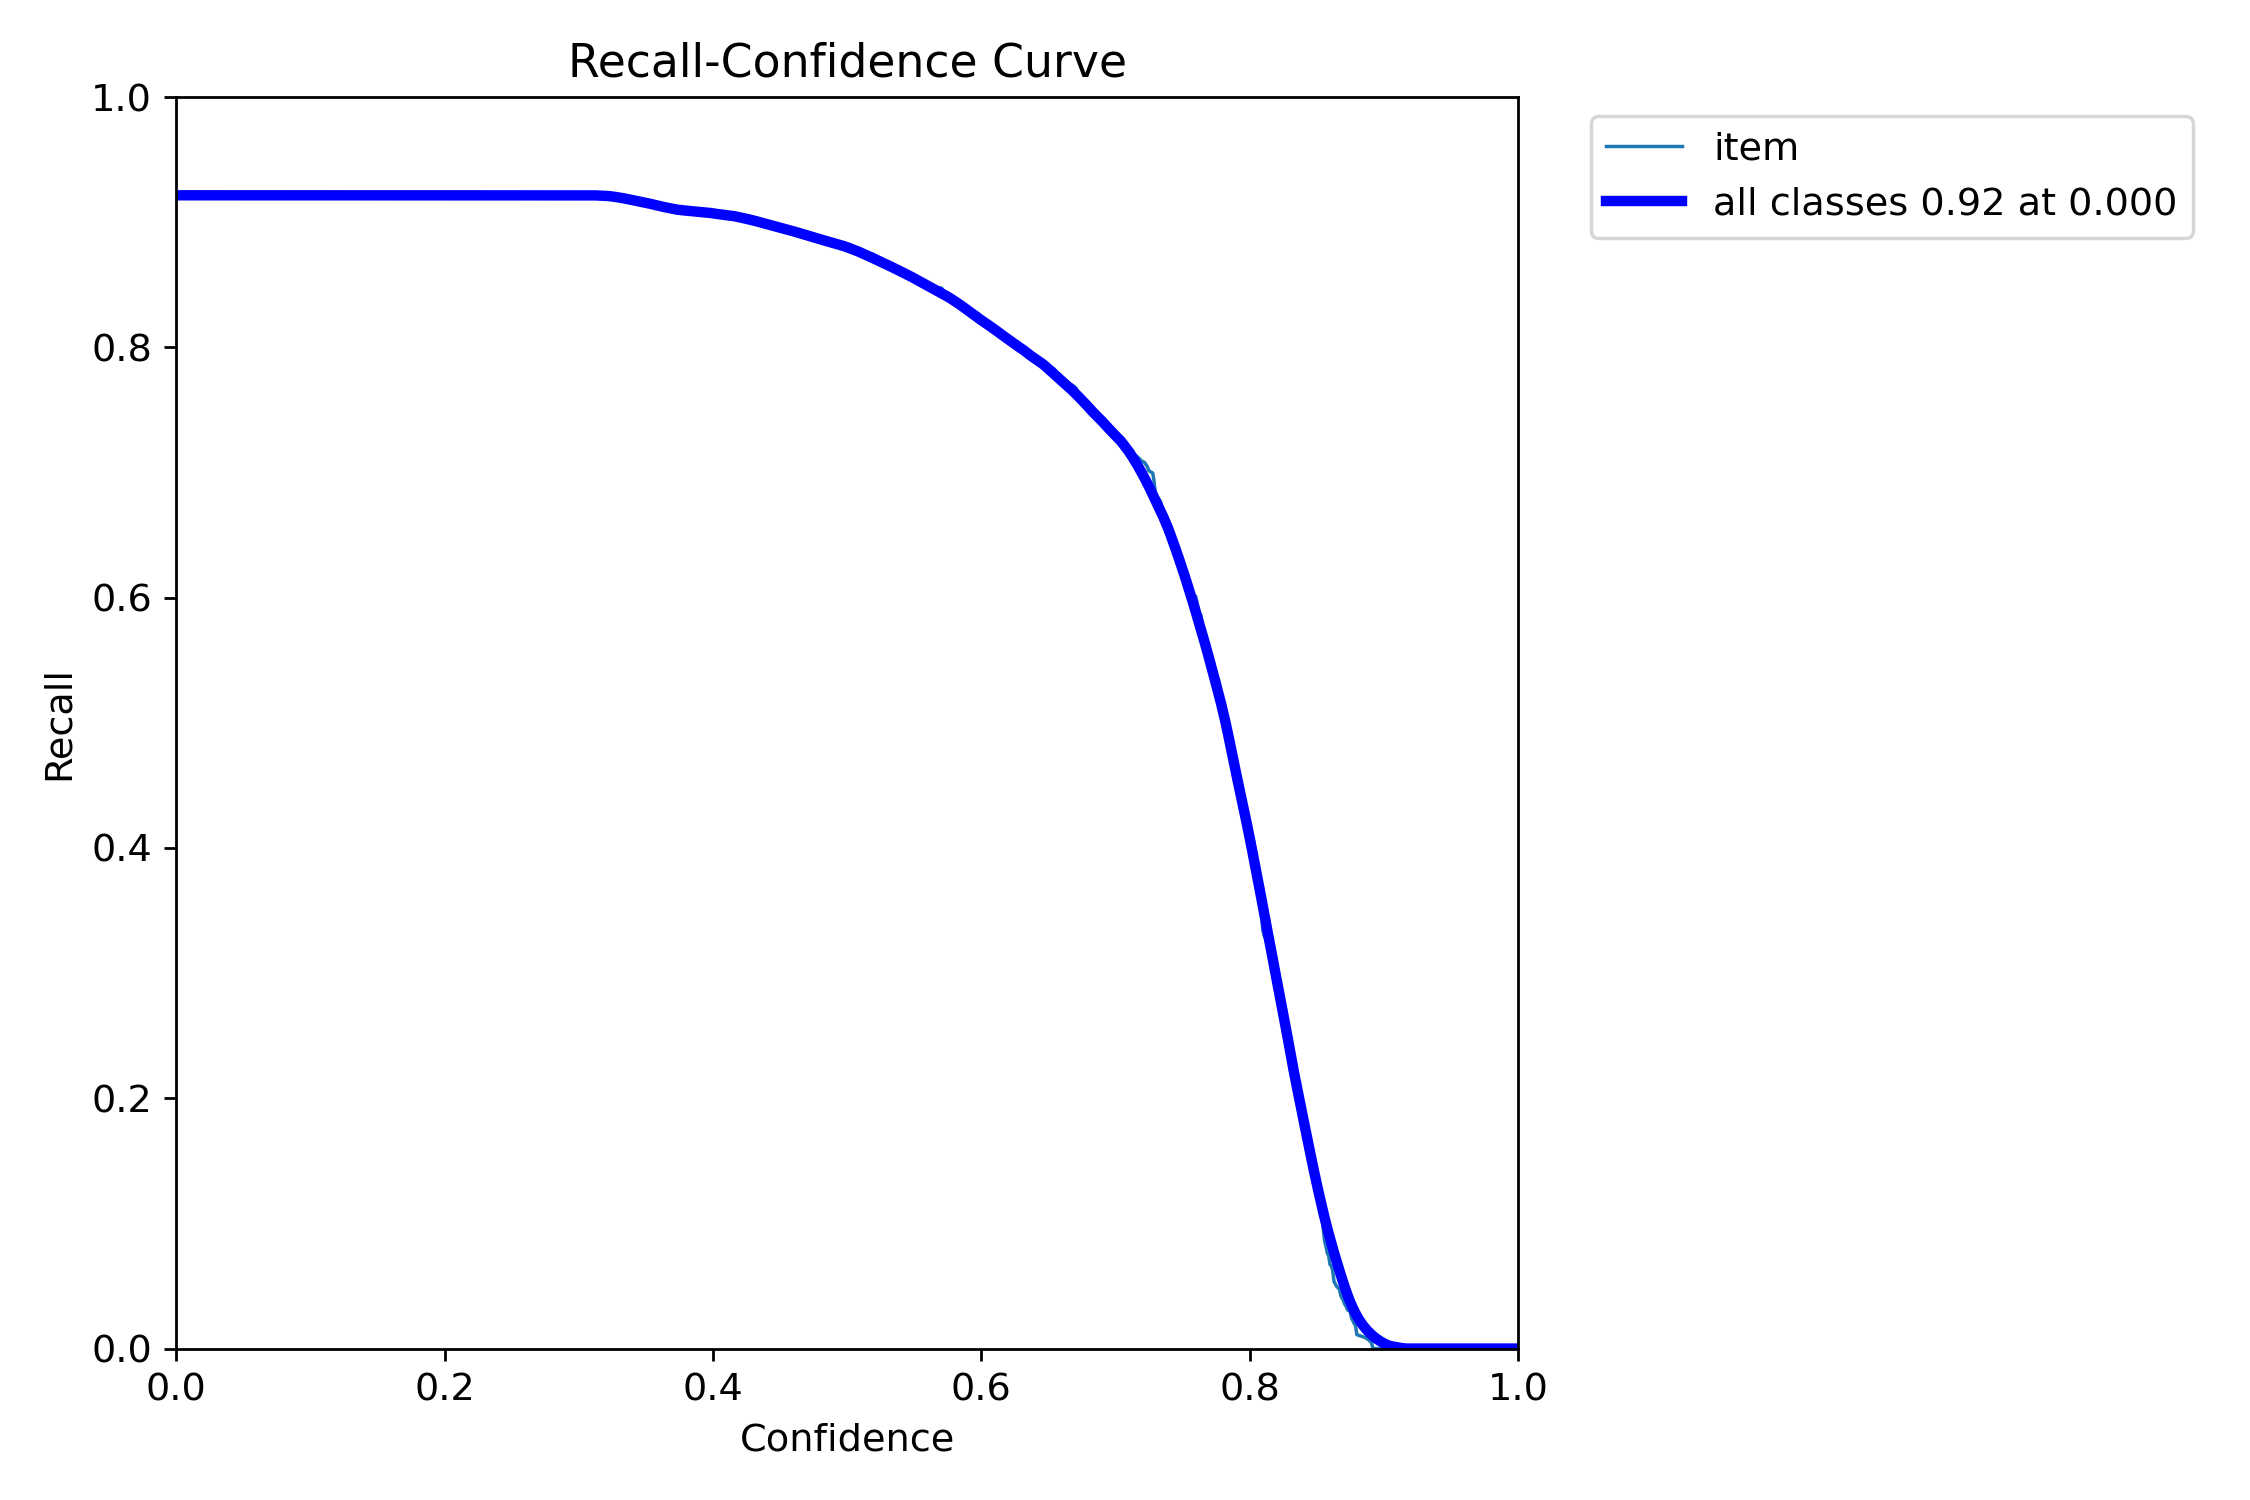 Recall-Confidence Curve
1.0
0.8
0.6
0.4
0.2
0.0
Recall
0.0 0.2 0.4 0.6 0.8 1.0
Confidence
item
all classes 0.92 at 0.000